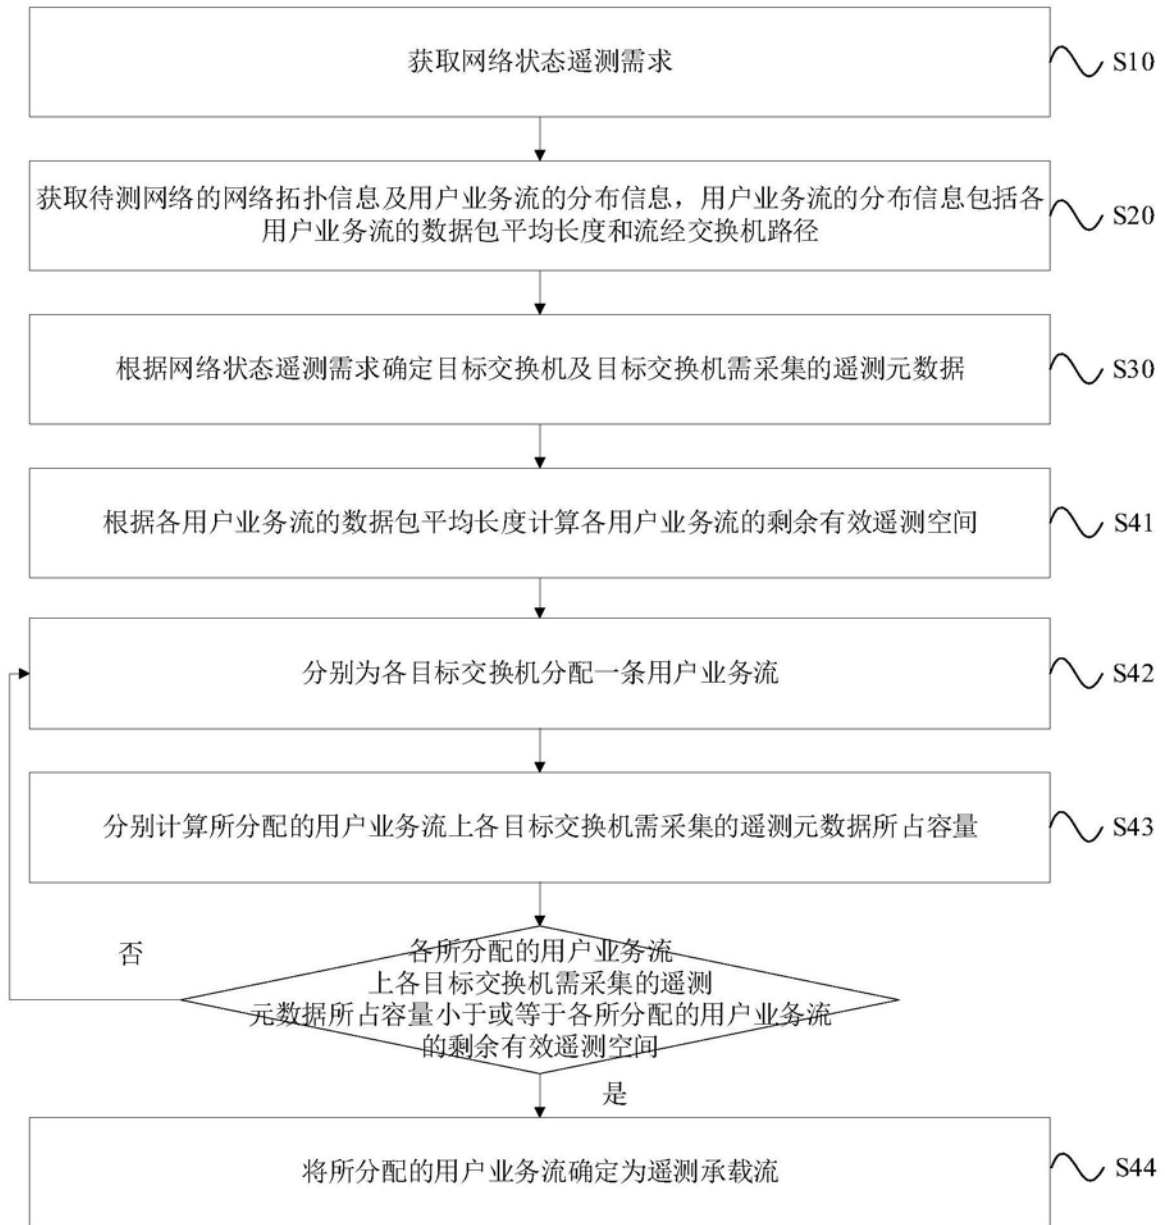 获取网络状态遥测需求
S10
获取待测网络的网络拓扑信息及用户业务流的分布信息，用户业务流的分布信息包括各
用户业务流的数据包平均长度和流经交换机路径
S20
根据网络状态遥测需求确定目标交换机及目标交换机需采集的遥测元数据
S30
根据各用户业务流的数据包平均长度计算各用户业务流的剩余有效遥测空间
S41
分别为各目标交换机分配一条用户业务流
S42
分别计算所分配的用户业务流上各目标交换机需采集的遥测元数据所占容量
S43
否
各所分配的用户业务流
上各目标交换机需采集的遥测
元数据所占容量小于或等于各所分配的用户业务流
的剩余有效遥测空间
是
将所分配的用户业务流确定为遥测承载流
S44